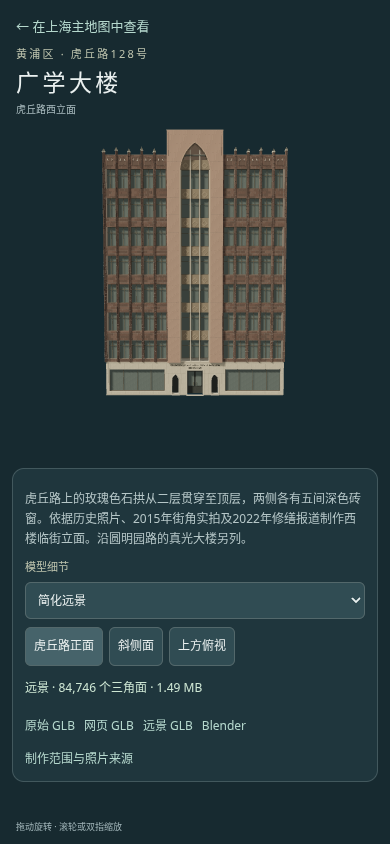 ← 在上海主地图中查看
黄浦区 · 虎丘路128号
广学大楼
虎丘路西立面
虎丘路上的玫瑰色石拱从二层贯穿至顶层，两侧各有五间深色砖
窗。依据历史照片、2015年街角实拍及2022年修缮报道制作西
楼临街立面。沿圆明园路的真光大楼另列。
模型细节
简化远景
虎丘路正面 斜侧面 上方俯视
远景 · 84,746 个三角面 · 1.49 MB
原始 GLB 网页 GLB 远景 GLB Blender
制作范围与照片来源
拖动旋转 · 滚轮或双指缩放